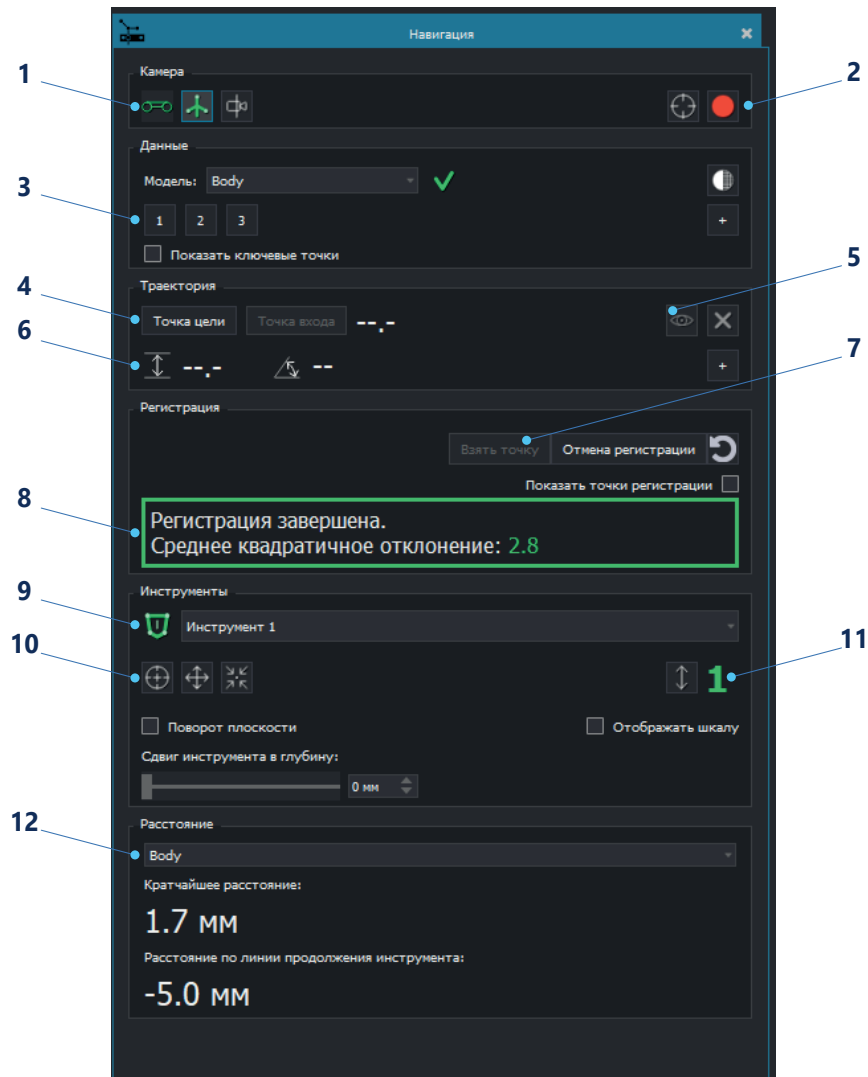 Навигация
1
Камера
2
Данные
Модель: Body
3
1 2 3 +
Показать ключевые точки
4
Траектория
5
Точка цели Точка входа --.-
6
--.- -- +
7
Регистрация
Взять точку Отмена регистрации
Показать точки регистрации
8
Регистрация завершена.
Среднее квадратичное отклонение: 2.8
9
Инструменты
Инструмент 1
10
11
1
Поворот плоскости Отображать шкалу
Сдвиг инструмента в глубину:
0 мм
12
Расстояние
Body
Кратчайшее расстояние:
1.7 мм
Расстояние по линии продолжения инструмента:
-5.0 мм